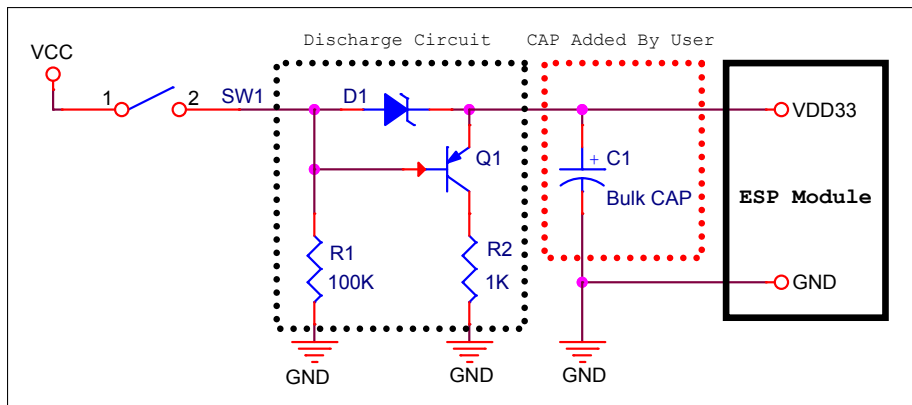 Discharge Circuit
CAP Added By User
VCC
1
2
SW1
D1
VDD33
Q1
+ C1
Bulk CAP
ESP Module
R1
100K
R2
1K
GND
GND
GND
GND